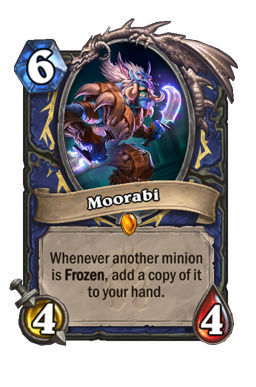 6
Moorabi
Whenever another minion
is Frozen, add a copy of it
to your hand.
4 4